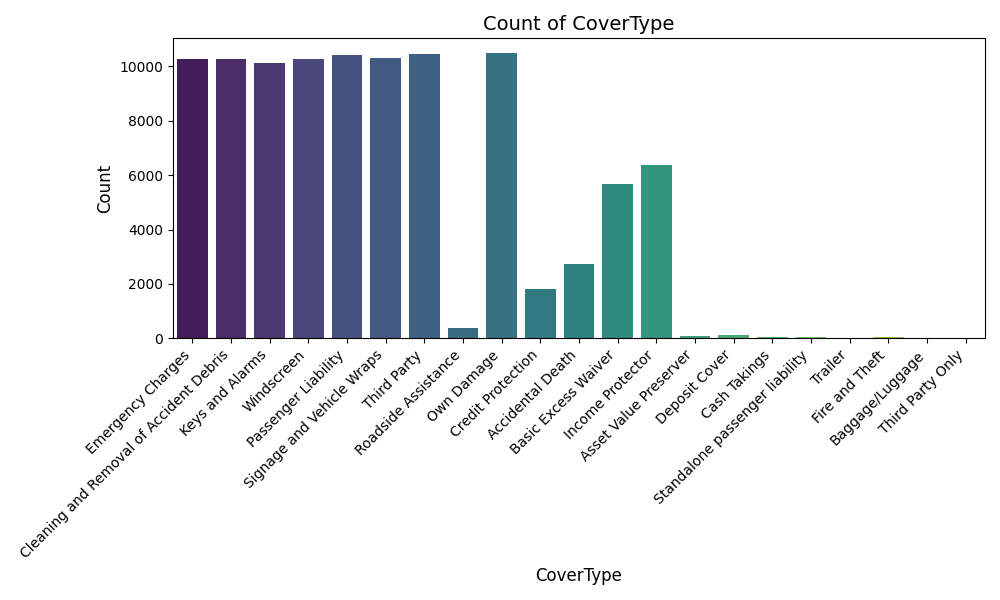 Count of CoverType
Count
10000
8000
6000
4000
2000
0
Emergency Charges
Cleaning and Removal of Accident Debris
Keys and Alarms
Windscreen
Passenger Liability
Signage and Vehicle Wraps
Third Party
Roadside Assistance
Own Damage
Credit Protection
Accidental Death
Basic Excess Waiver
Income Protector
Asset Value Preserver
Deposit Cover
Cash Takings
Standalone passenger liability
Trailer
Fire and Theft
Baggage/Luggage
Third Party Only
CoverType